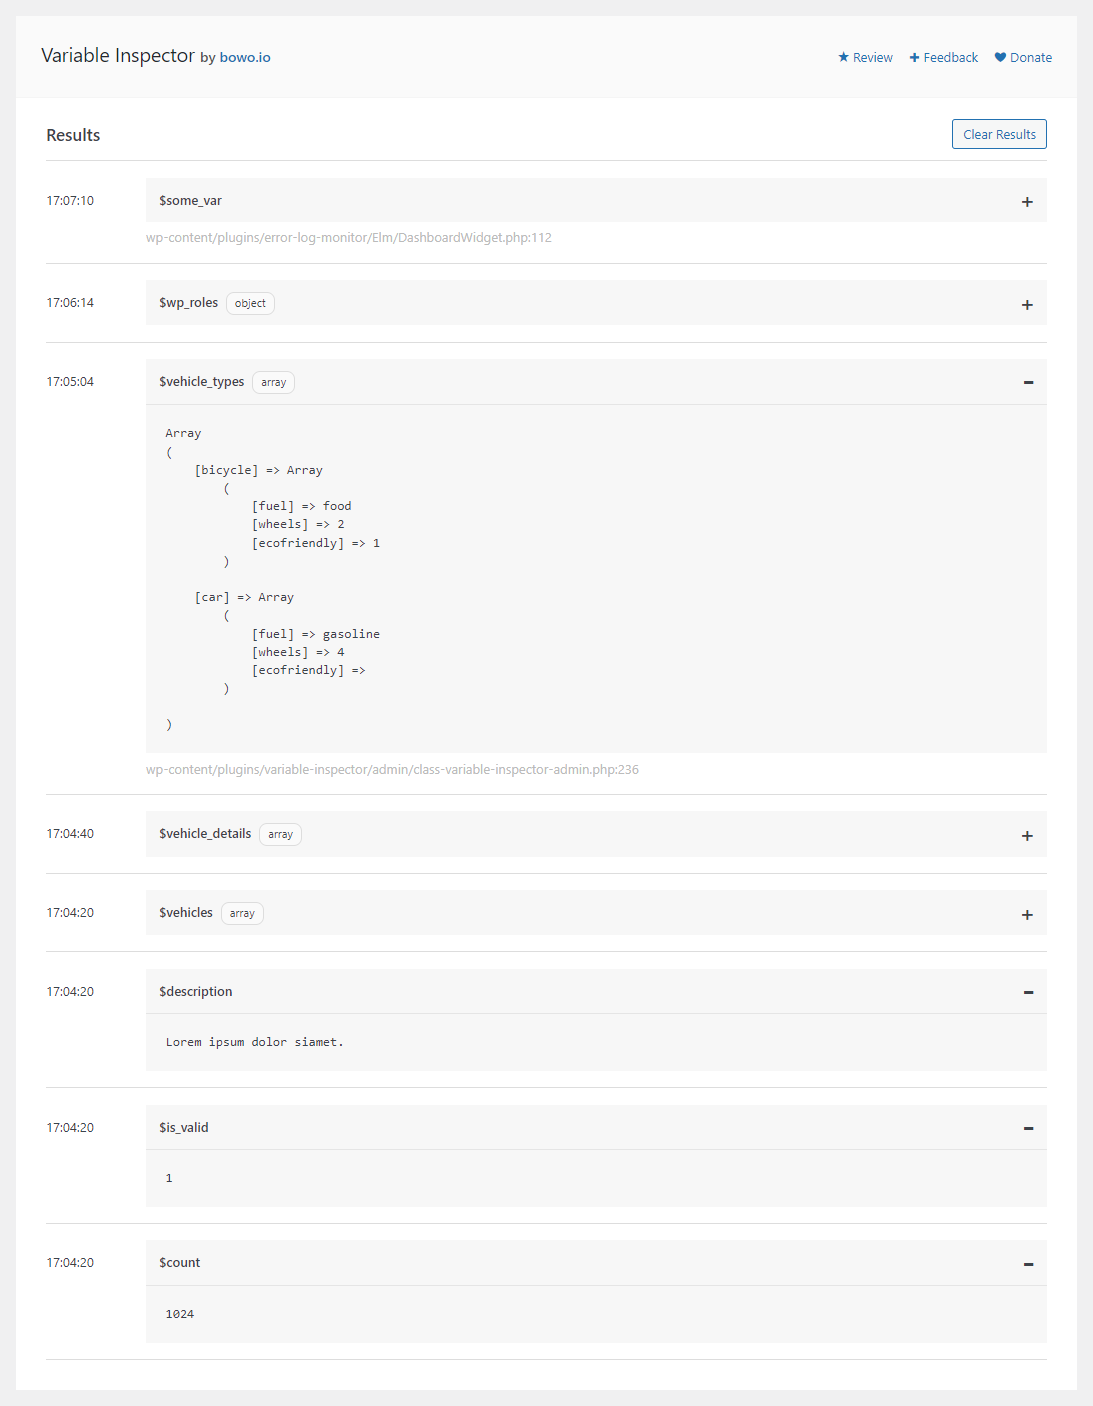 Variable Inspector by bowo.io
Review Feedback Donate
Results
Clear Results
17:07:10
$some_var
wp-content/plugins/error-log-monitor/Elm/DashboardWidget.php:112
17:06:14
$wp_roles object
17:05:04
$vehicle_types array
Array
(
[bicycle] => Array
(
[fuel] => food
[wheels] => 2
[ecofriendly] => 1
)
[car] => Array
(
[fuel] => gasoline
[wheels] => 4
[ecofriendly] =>
)
)
wp-content/plugins/variable-inspector/admin/class-variable-inspector-admin.php:236
17:04:40
$vehicle_details array
17:04:20
$vehicles array
17:04:20
$description
Lorem ipsum dolor siamet.
17:04:20
$is_valid
1
17:04:20
$count
1024